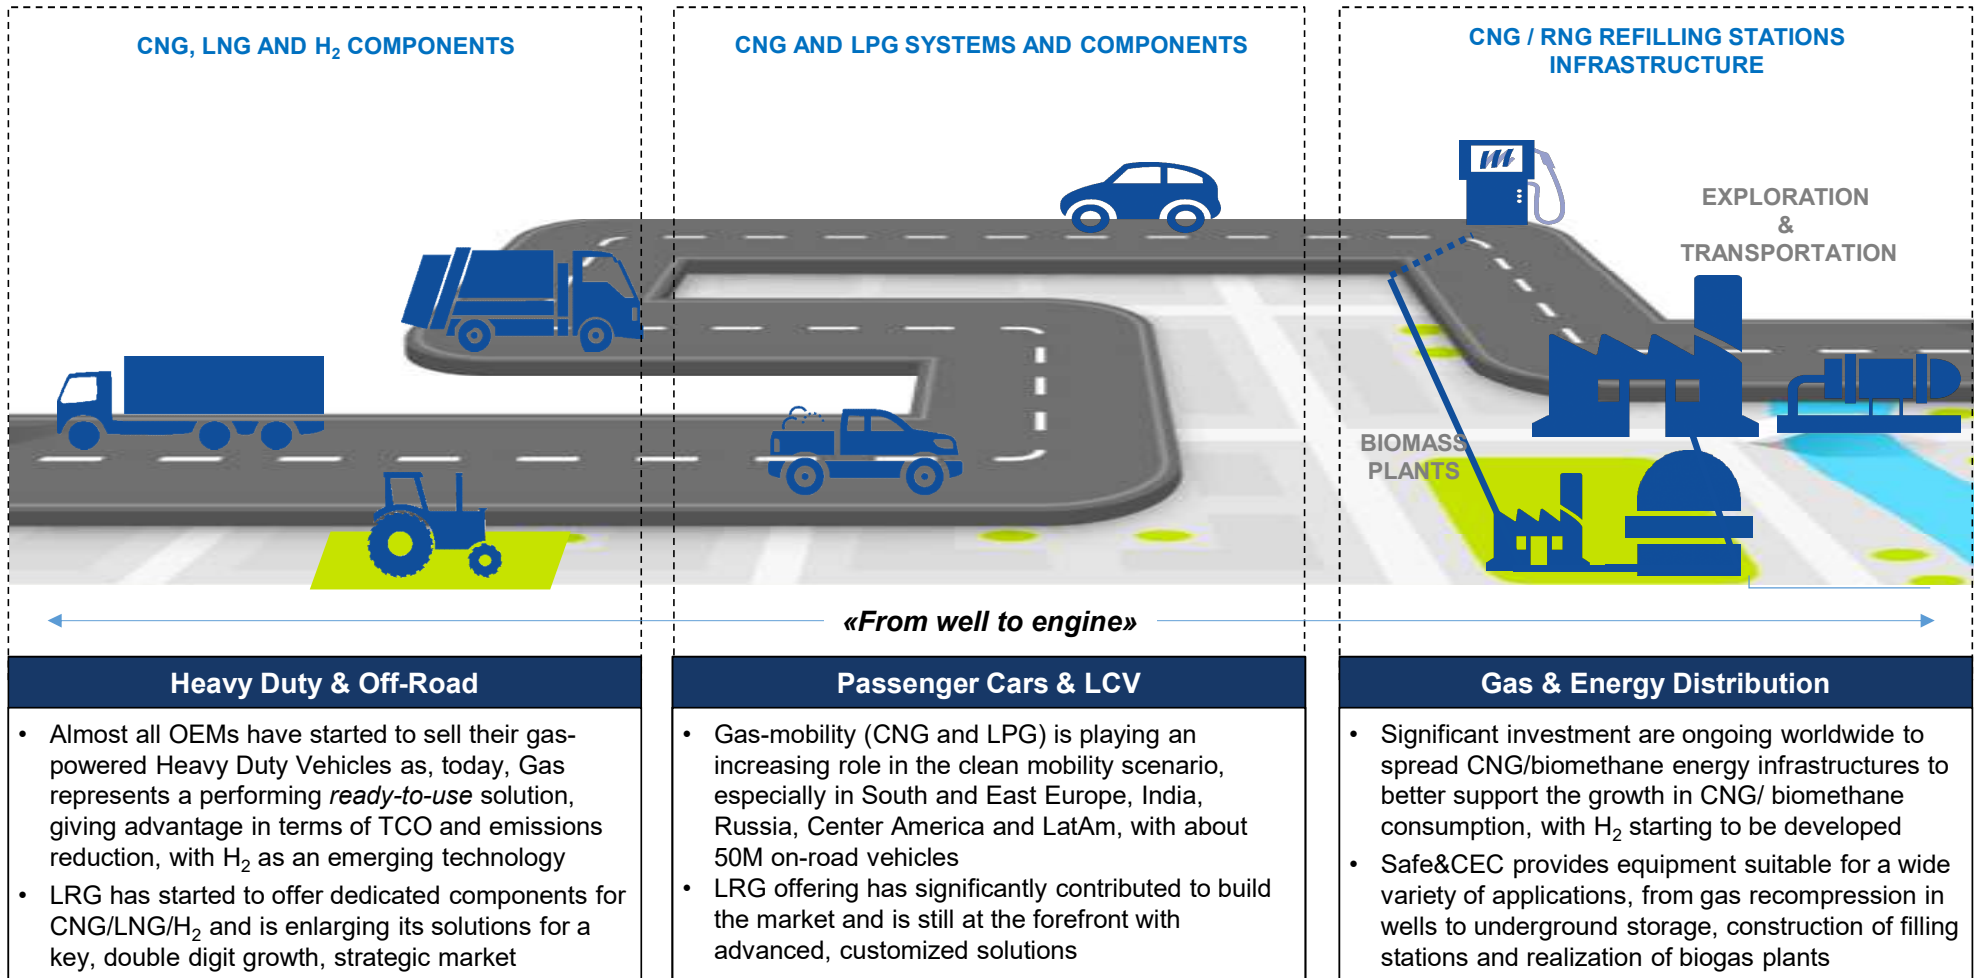 CNG, LNG AND H₂ COMPONENTS
CNG AND LPG SYSTEMS AND COMPONENTS
CNG / RNG REFILLING STATIONS
INFRASTRUCTURE
EXPLORATION
&
TRANSPORTATION
BIOMASS
PLANTS
«From well to engine»
Heavy Duty & Off-Road
• Almost all OEMs have started to sell their gas-
powered Heavy Duty Vehicles as, today, Gas
represents a performing ready-to-use solution,
giving advantage in terms of TCO and emissions
reduction, with H₂ as an emerging technology
• LRG has started to offer dedicated components for
CNG/LNG/H₂ and is enlarging its solutions for a
key, double digit growth, strategic market
Passenger Cars & LCV
• Gas-mobility (CNG and LPG) is playing an
increasing role in the clean mobility scenario,
especially in South and East Europe, India,
Russia, Center America and LatAm, with about
50M on-road vehicles
• LRG offering has significantly contributed to build
the market and is still at the forefront with
advanced, customized solutions
Gas & Energy Distribution
• Significant investment are ongoing worldwide to
spread CNG/biomethane energy infrastructures to
better support the growth in CNG/ biomethane
consumption, with H₂ starting to be developed
• Safe&CEC provides equipment suitable for a wide
variety of applications, from gas recompression in
wells to underground storage, construction of filling
stations and realization of biogas plants